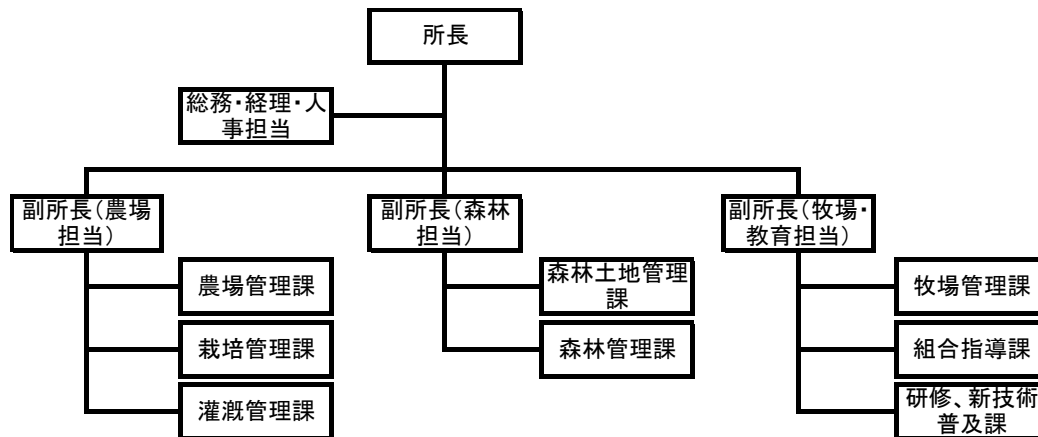 所長
総務・経理・人
事担当
副所長（農場
担当）
副所長（森林
担当）
副所長（牧場・
教育担当）
農場管理課
栽培管理課
灌漑管理課
森林土地管理
課
森林管理課
牧場管理課
組合指導課
研修、新技術
普及課